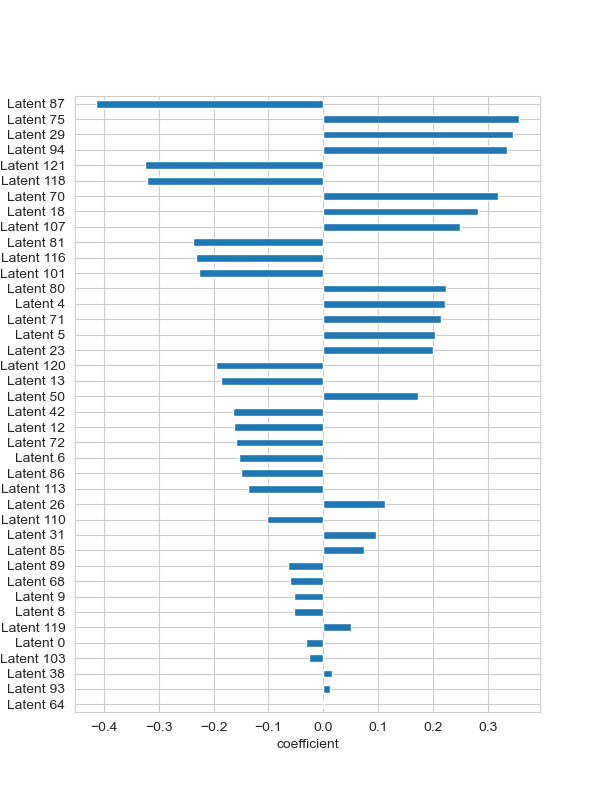 Latent 87
Latent 75
Latent 29
Latent 94
Latent 121
Latent 118
Latent 70
Latent 18
Latent 107
Latent 81
Latent 116
Latent 101
Latent 80
Latent 4
Latent 71
Latent 5
Latent 23
Latent 120
Latent 13
Latent 50
Latent 42
Latent 12
Latent 72
Latent 6
Latent 86
Latent 113
Latent 26
Latent 110
Latent 31
Latent 85
Latent 89
Latent 68
Latent 9
Latent 8
Latent 119
Latent 0
Latent 103
Latent 38
Latent 93
Latent 64
−0.4 −0.3 −0.2 −0.1 0.0 0.1 0.2 0.3
coefficient